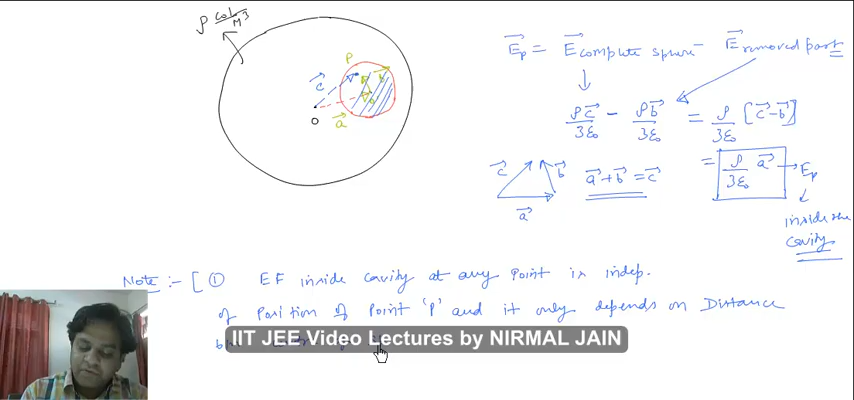 ρ Coul/M3
P
c⃗
b⃗
O
a⃗
E⃗p = E⃗complete sphere - E⃗removed part
ρc⃗/3ε0 - ρb⃗/3ε0 = ρ/3ε0 [c⃗-b⃗]
c⃗ b⃗ a⃗ a⃗+b⃗=c⃗ = ρ/3ε0 a⃗ → Ep
inside the
cavity
Note :- [ ① EF inside cavity at any point is indep.
of position of point 'P' and it only depends on Distance
IIT JEE Video Lectures by NIRMAL JAIN